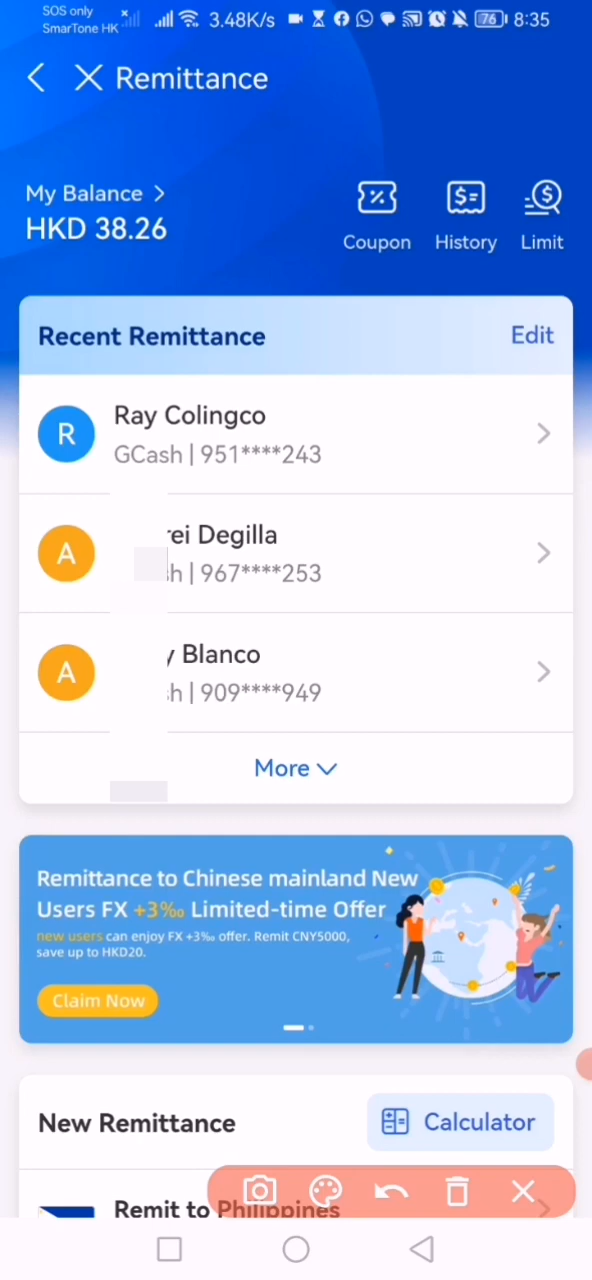 SOS only
SmarTone HK
3.48K/s
76
8:35
Remittance
My Balance
HKD 38.26
Coupon
History
Limit
Recent Remittance
Edit
R
Ray Colingco
GCash | 951****243
A
rei Degilla
sh | 967****253
A
y Blanco
sh | 909****949
More
Remittance to Chinese mainland New
Users FX +3‰ Limited-time Offer
new users can enjoy FX +3‰ offer. Remit CNY5000,
save up to HKD20.
Claim Now
New Remittance
Calculator
Remit to Philippines